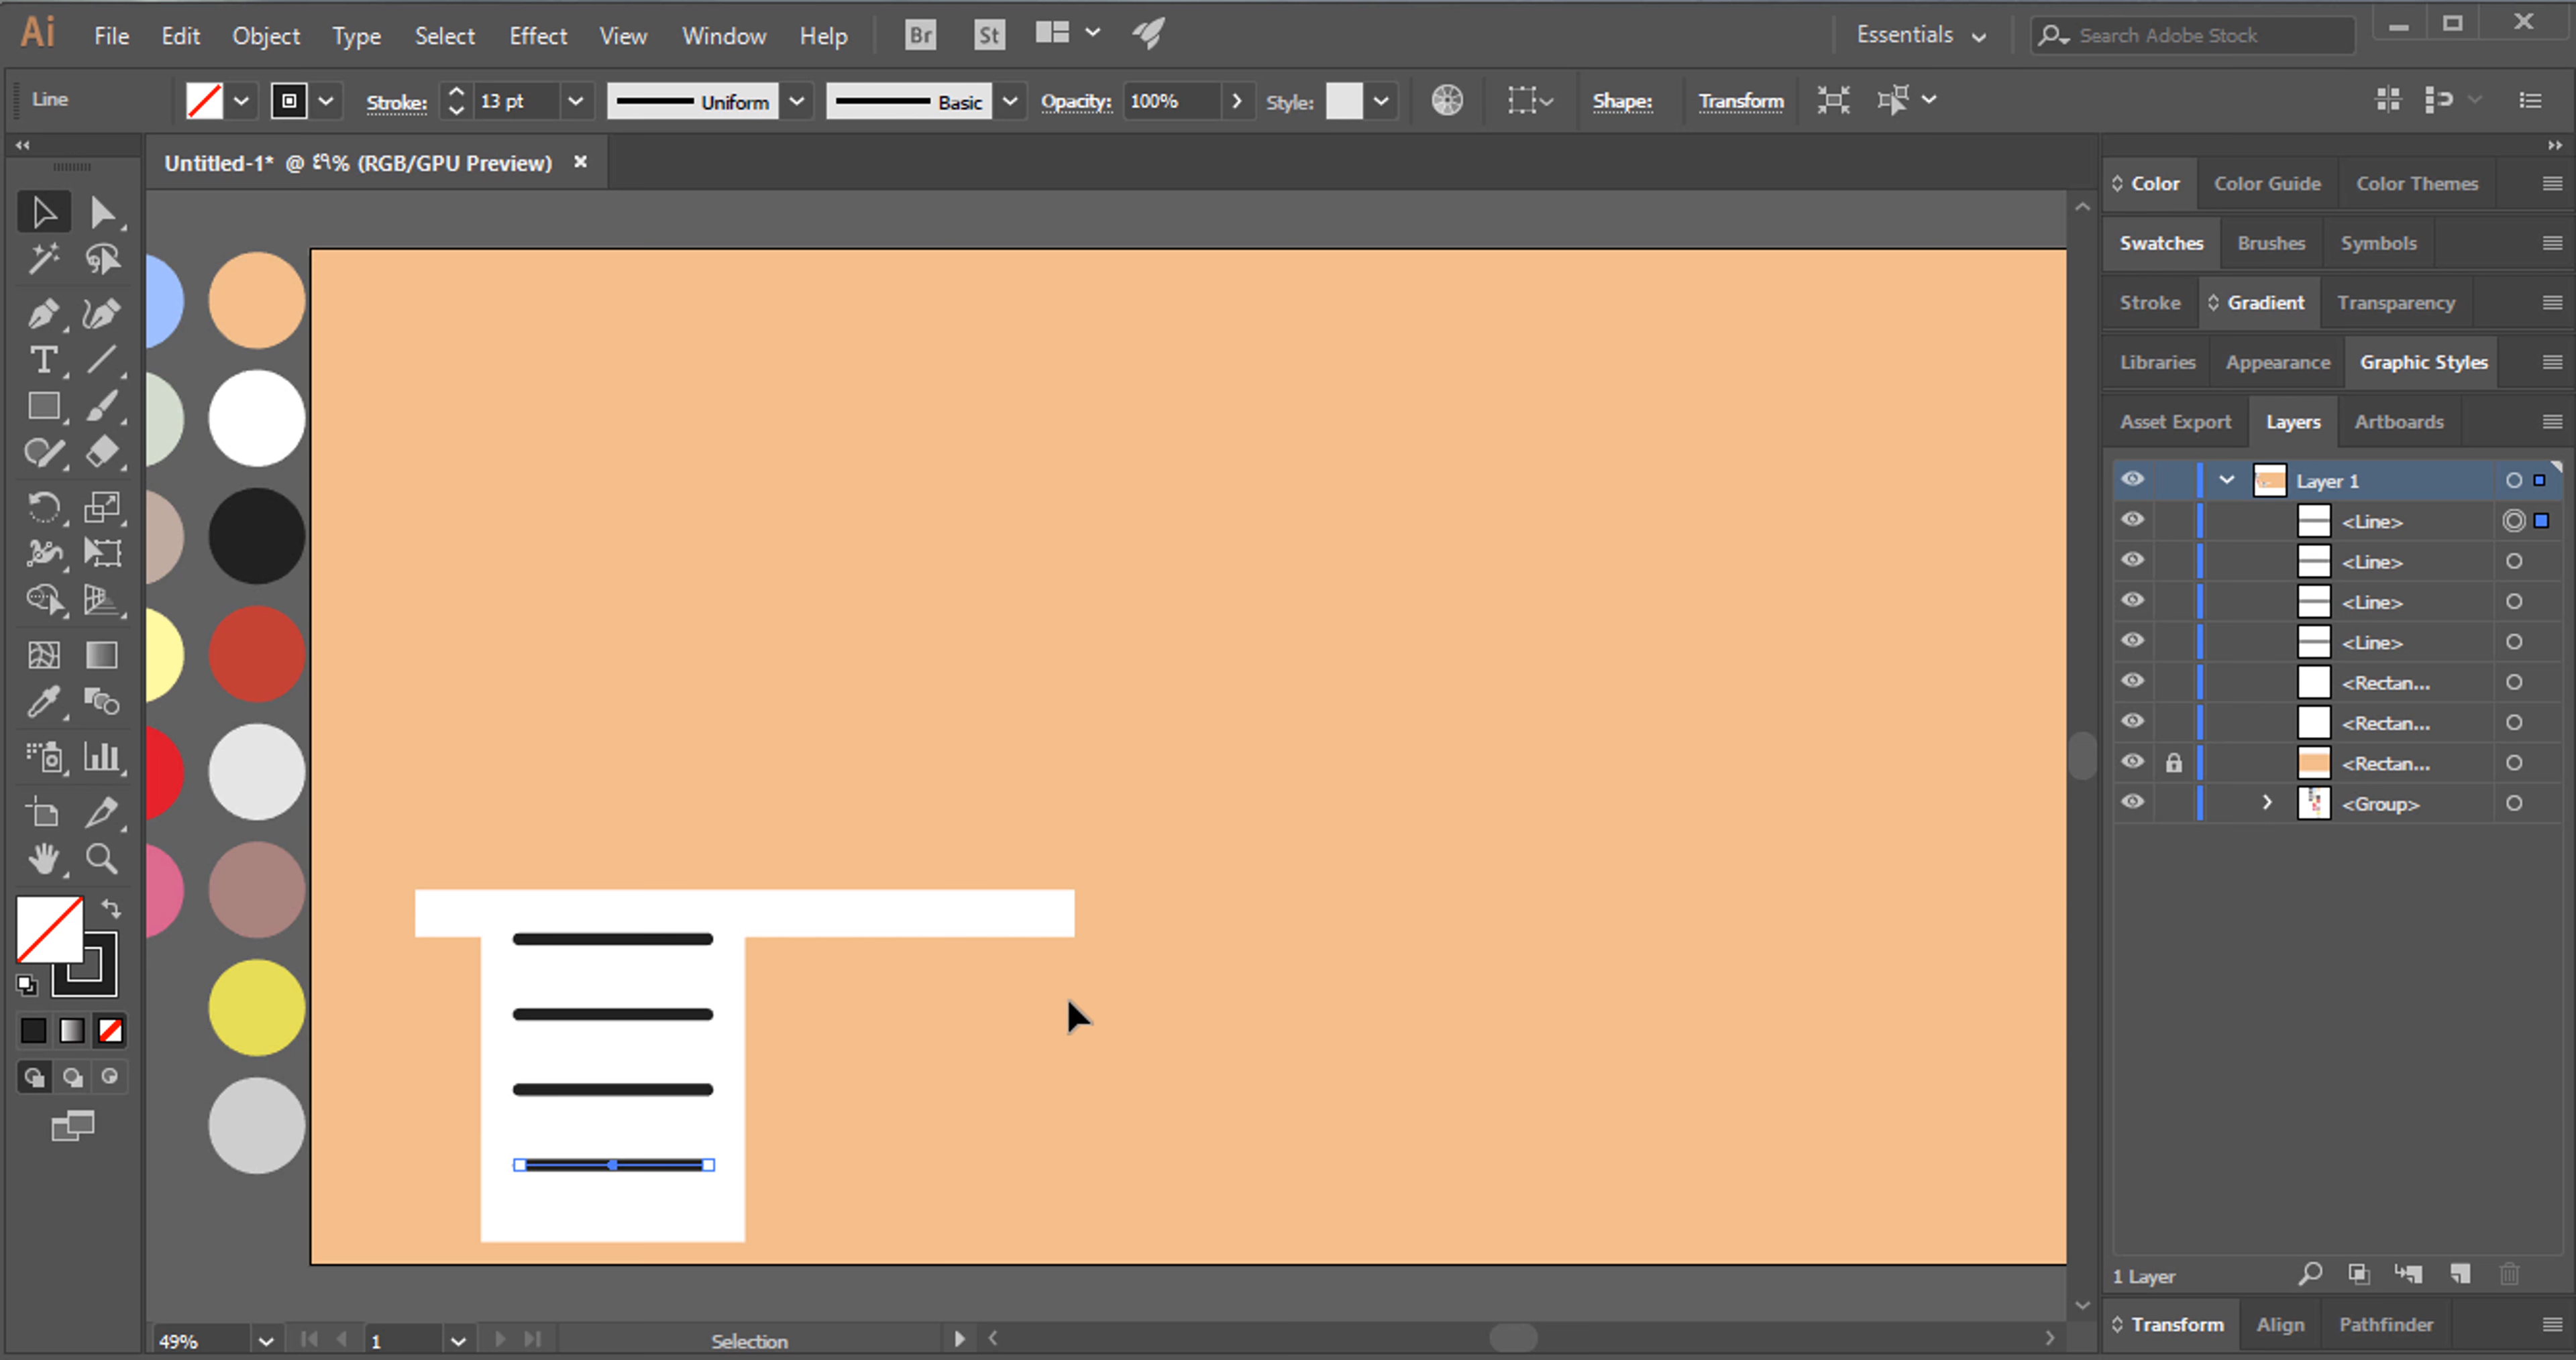 Ai File Edit Object Type Select Effect View Window Help Br St Essentials Search Adobe Stock
Line Stroke: 13 pt Uniform Basic Opacity: 100% Style: Shape: Transform
Untitled-1* @ ٤٩% (RGB/GPU Preview)
Color Color Guide Color Themes
Swatches Brushes Symbols
Stroke Gradient Transparency
Libraries Appearance Graphic Styles
Asset Export Layers Artboards
Layer 1
<Line>
<Line>
<Line>
<Line>
<Rectan...
<Rectan...
<Rectan...
<Group>
1 Layer
Transform Align Pathfinder
49% 1 Selection